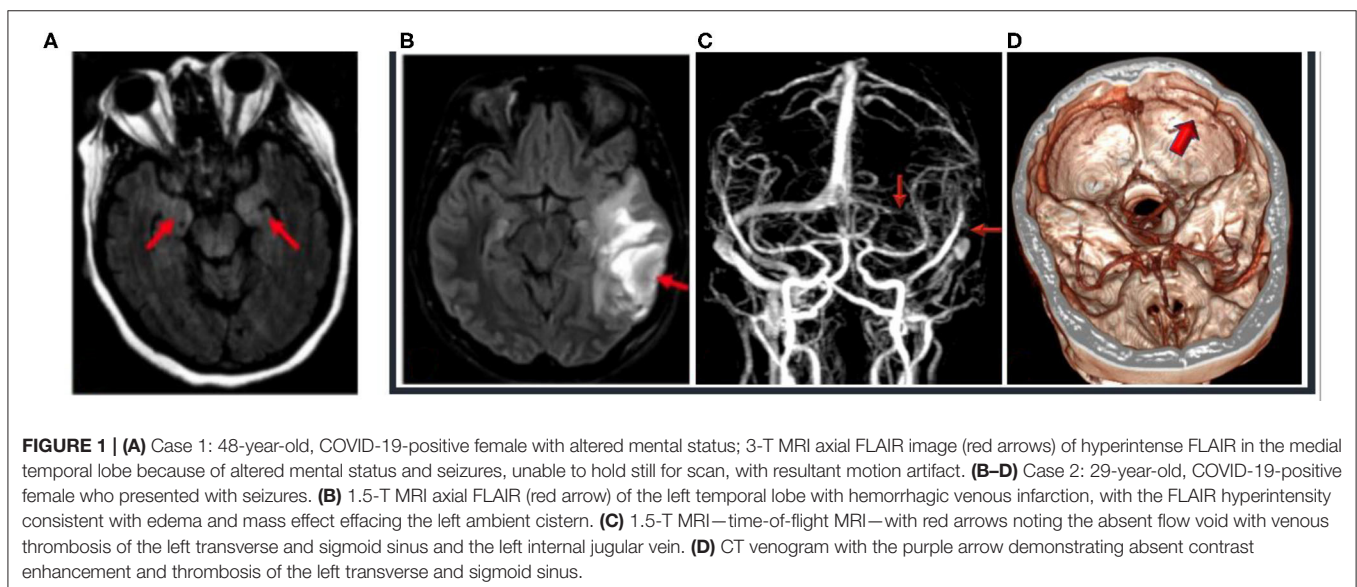 A
B
C
D
FIGURE 1 | (A) Case 1: 48-year-old, COVID-19-positive female with altered mental status; 3-T MRI axial FLAIR image (red arrows) of hyperintense FLAIR in the medial
temporal lobe because of altered mental status and seizures, unable to hold still for scan, with resultant motion artifact. (B–D) Case 2: 29-year-old, COVID-19-positive
female who presented with seizures. (B) 1.5-T MRI axial FLAIR (red arrow) of the left temporal lobe with hemorrhagic venous infarction, with the FLAIR hyperintensity
consistent with edema and mass effect effacing the left ambient cistern. (C) 1.5-T MRI—time-of-flight MRI—with red arrows noting the absent flow void with venous
thrombosis of the left transverse and sigmoid sinus and the left internal jugular vein. (D) CT venogram with the purple arrow demonstrating absent contrast
enhancement and thrombosis of the left transverse and sigmoid sinus.